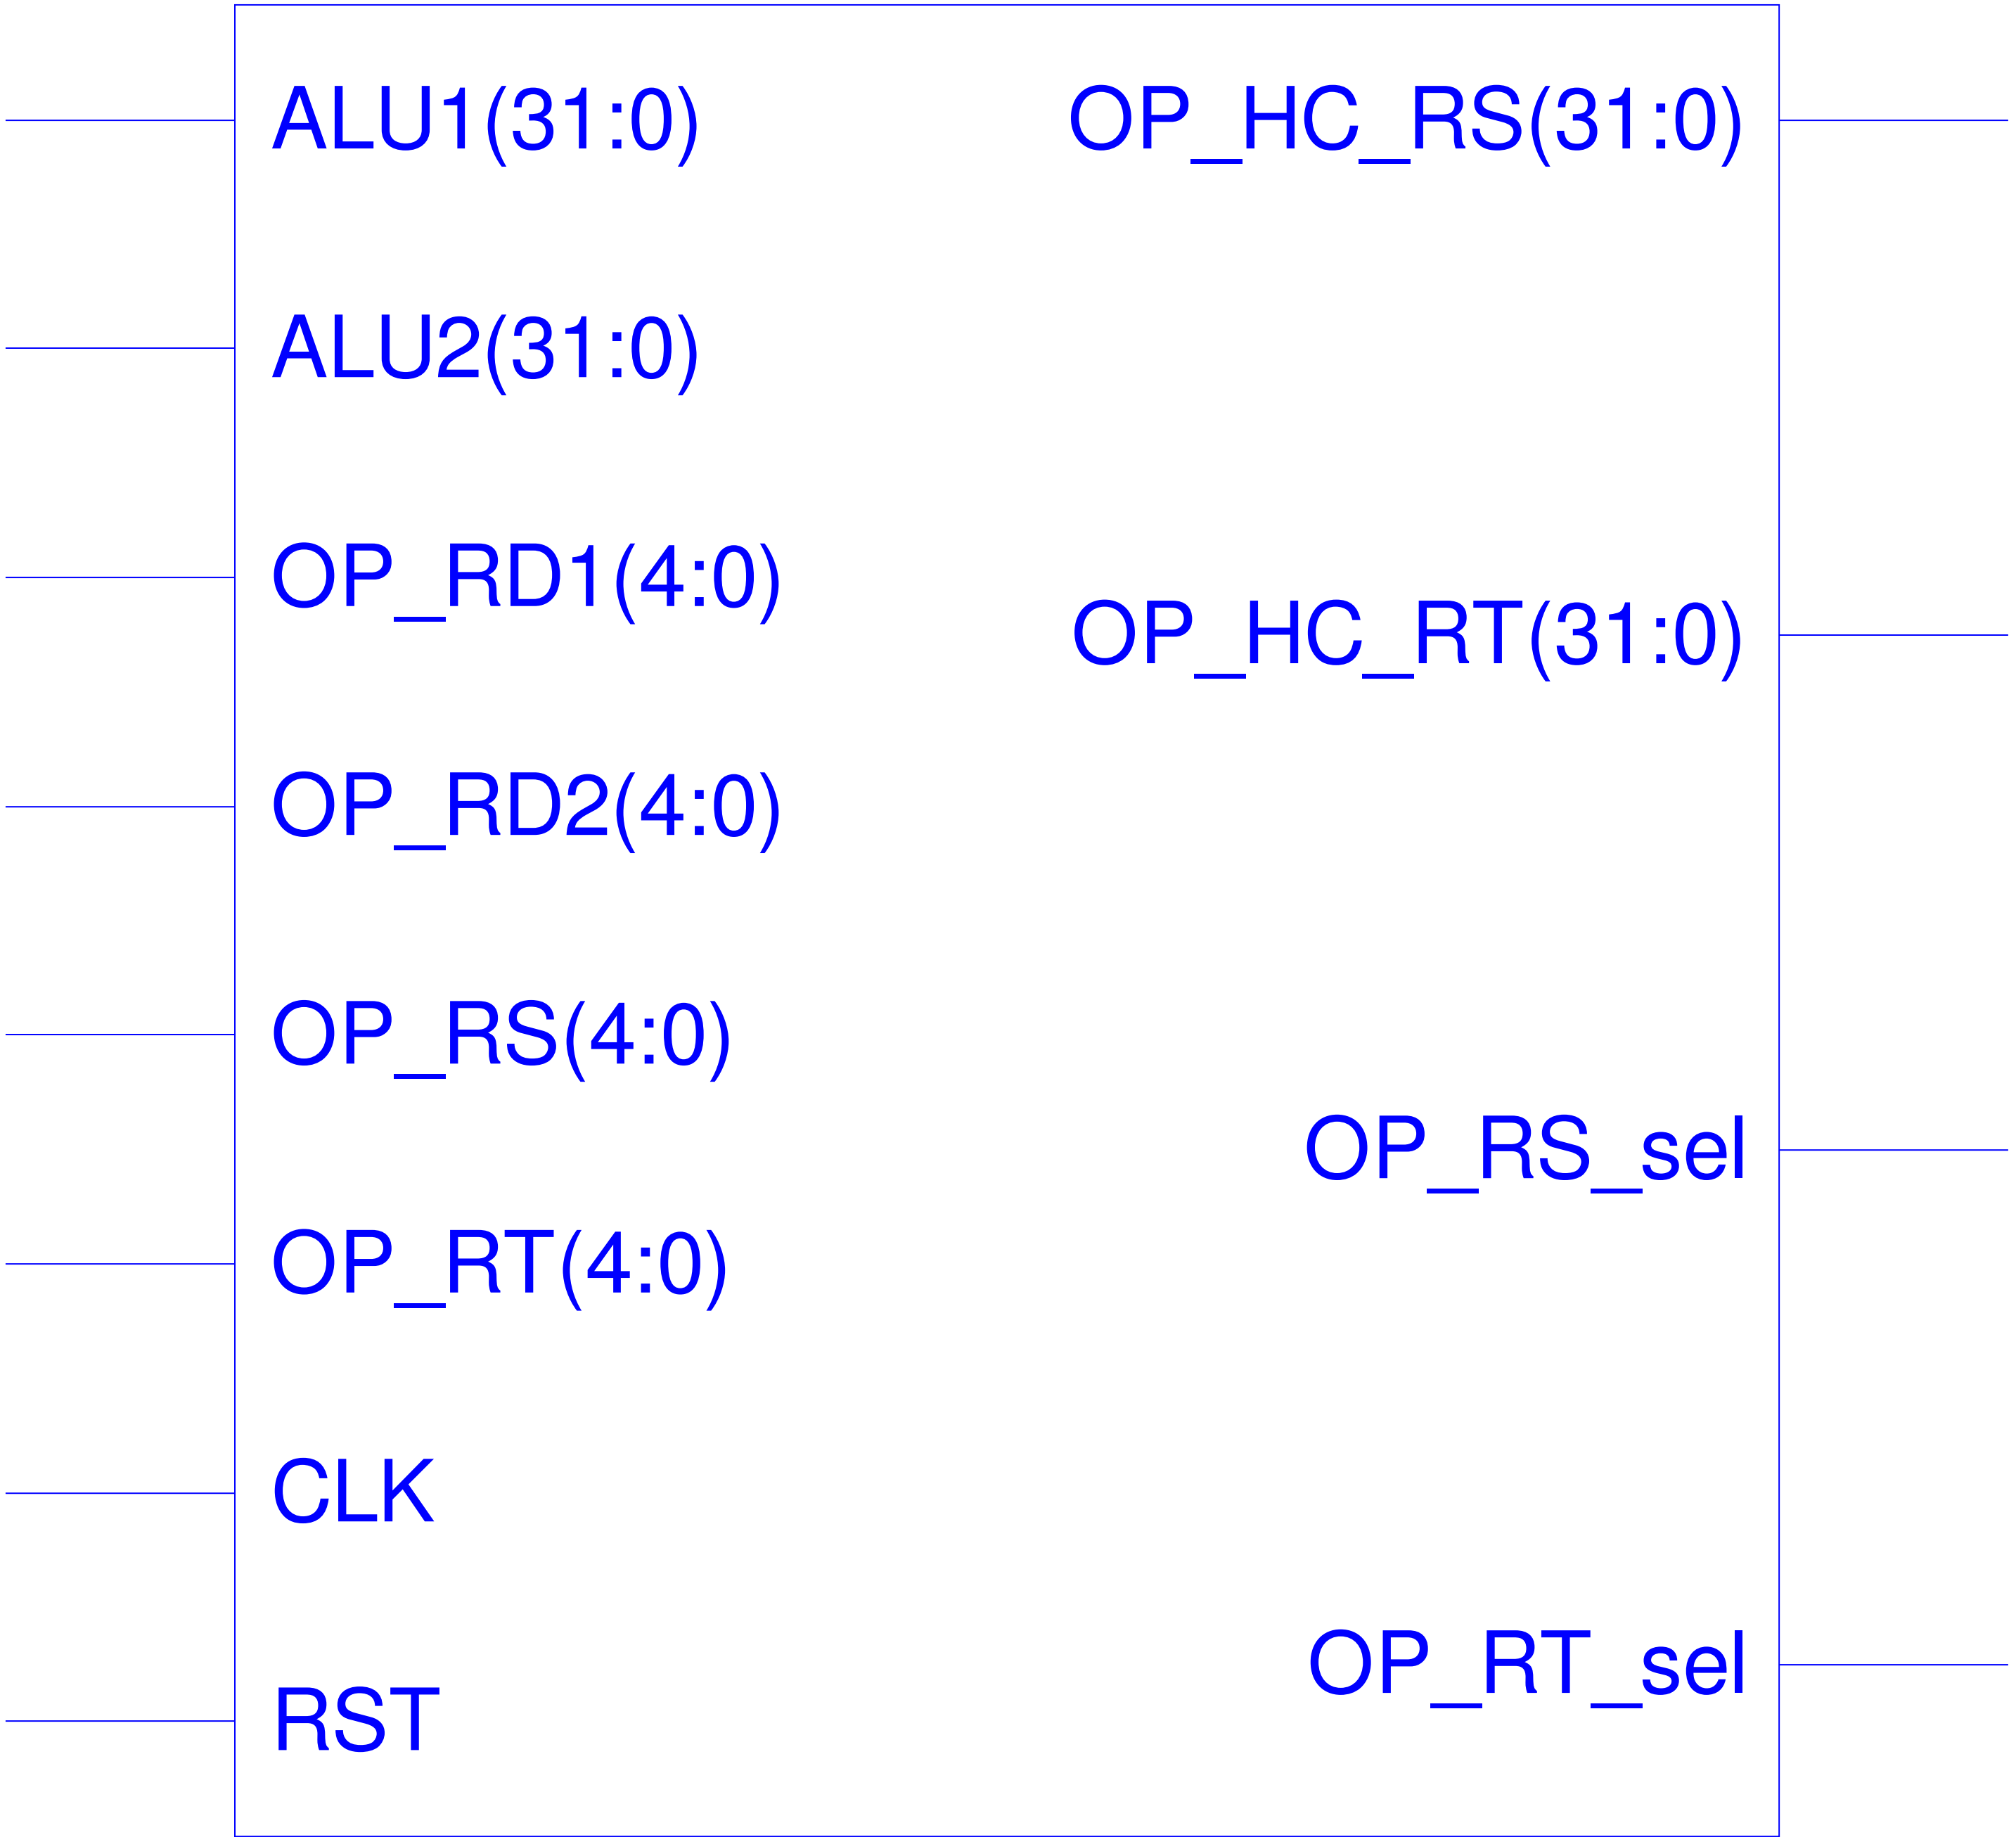 ALU1(31:0)
ALU2(31:0)
OP_RD1(4:0)
OP_RD2(4:0)
OP_RS(4:0)
OP_RT(4:0)
CLK
RST
OP_HC_RS(31:0)
OP_HC_RT(31:0)
OP_RS_sel
OP_RT_sel